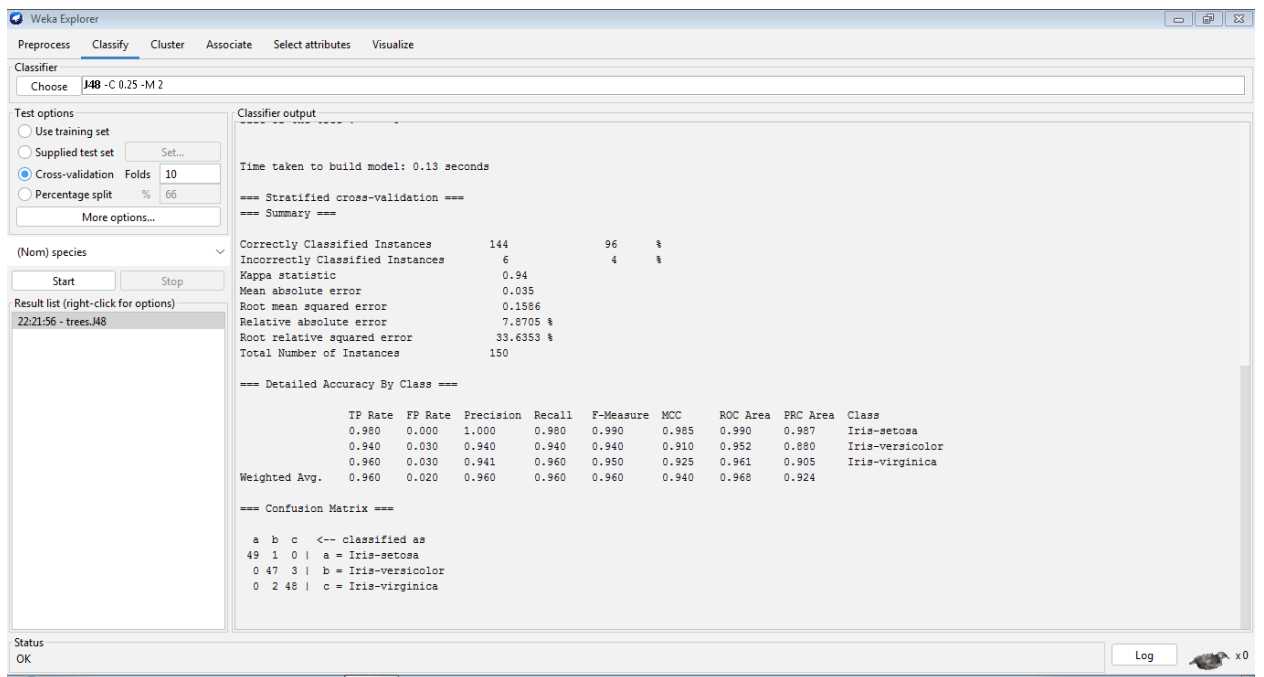 Weka Explorer
Preprocess Classify Cluster Associate Select attributes Visualize
Classifier
Choose J48 -C 0.25 -M 2
Test options
Use training set
Supplied test set Set...
Cross-validation Folds 10
Percentage split % 66
More options...
(Nom) species
Start Stop
Result list (right-click for options)
22:21:56 - trees.J48
Classifier output
Time taken to build model: 0.13 seconds
=== Stratified cross-validation ===
=== Summary ===
Correctly Classified Instances 144 96 %
Incorrectly Classified Instances 6 4 %
Kappa statistic 0.94
Mean absolute error 0.035
Root mean squared error 0.1586
Relative absolute error 7.8705 %
Root relative squared error 33.6353 %
Total Number of Instances 150
=== Detailed Accuracy By Class ===
TP Rate FP Rate Precision Recall F-Measure MCC ROC Area PRC Area Class
0.980 0.000 1.000 0.980 0.990 0.985 0.990 0.987 Iris-setosa
0.940 0.030 0.940 0.940 0.940 0.910 0.952 0.880 Iris-versicolor
0.960 0.030 0.941 0.960 0.950 0.925 0.961 0.905 Iris-virginica
Weighted Avg. 0.960 0.020 0.960 0.960 0.960 0.940 0.968 0.924
=== Confusion Matrix ===
a b c <-- classified as
49 1 0 | a = Iris-setosa
0 47 3 | b = Iris-versicolor
0 2 48 | c = Iris-virginica
Status
OK
Log x 0